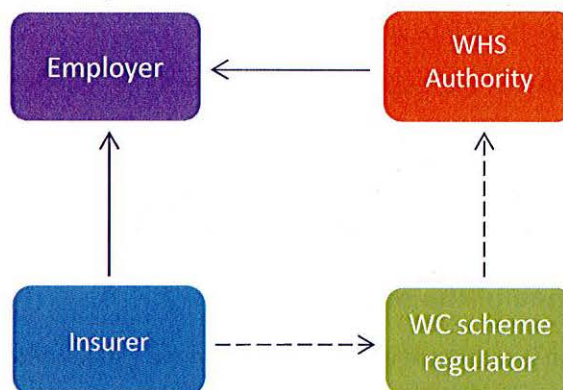 Employer
WHS
Authority
Insurer
WC scheme
regulator